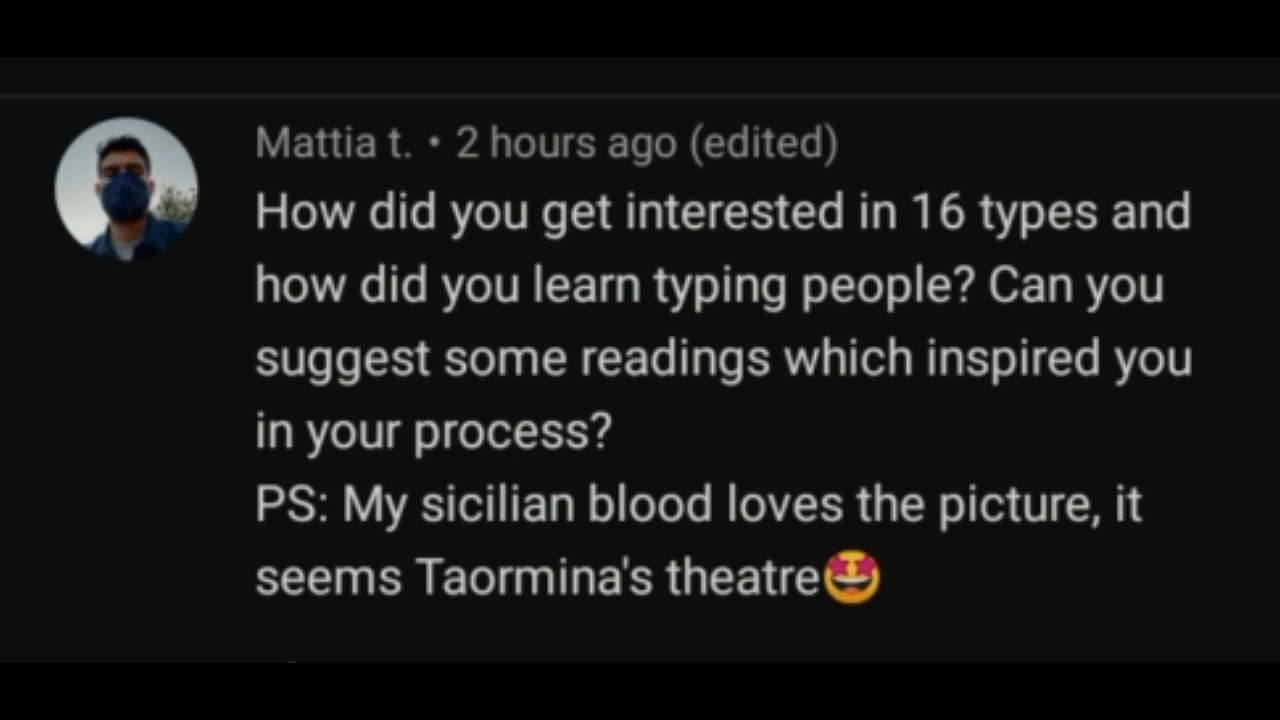 Mattia t. • 2 hours ago (edited)
How did you get interested in 16 types and
how did you learn typing people? Can you
suggest some readings which inspired you
in your process?
PS: My sicilian blood loves the picture, it
seems Taormina's theatre🤩